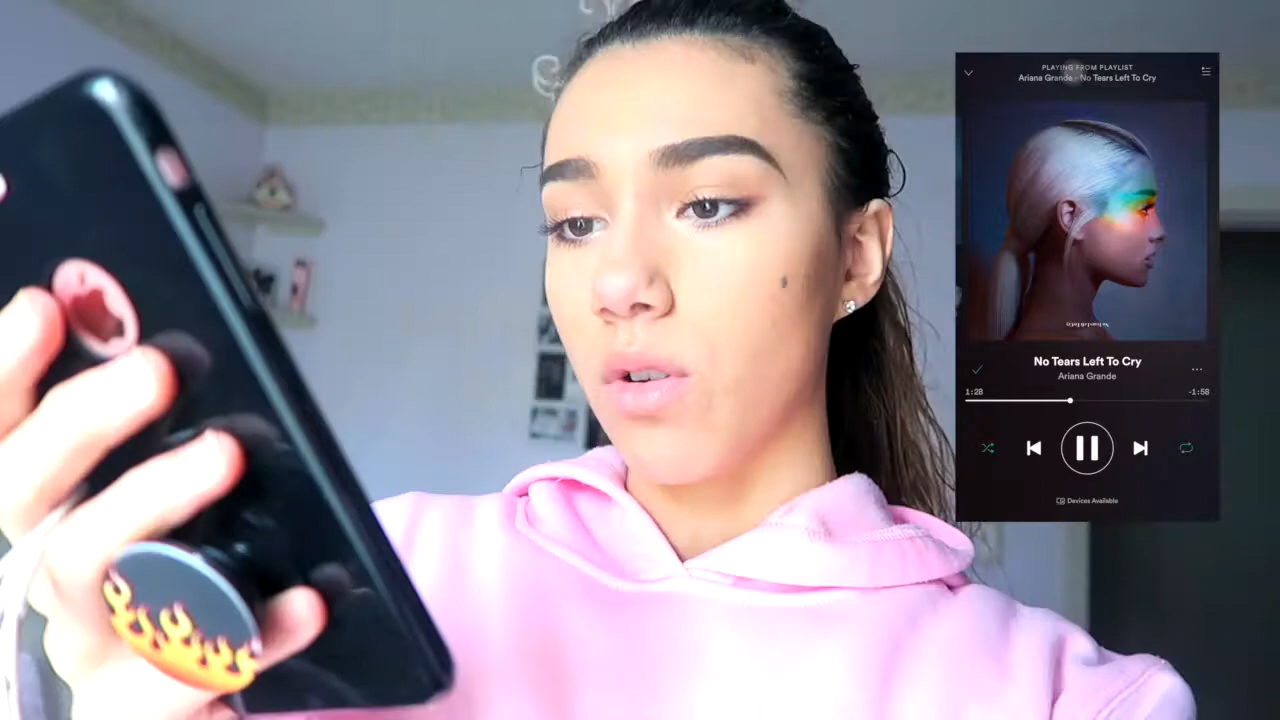 PLAYING FROM PLAYLIST
Ariana Grande - No Tears Left To Cry
No Tears Left To Cry
Ariana Grande
1:28
-1:58
Devices Available